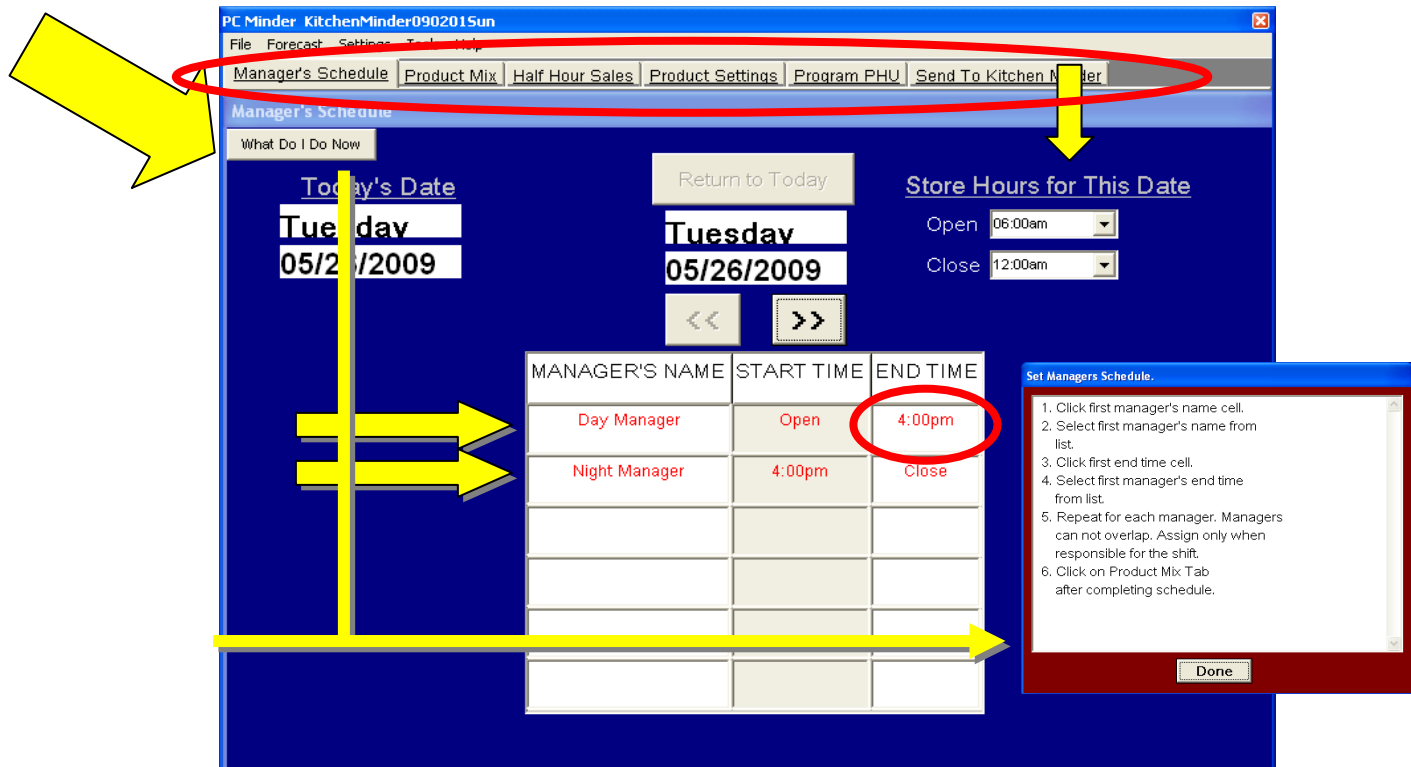 PC Minder KitchenMinder090201Sun
File Forecast
Manager's Schedule Product Mix Half Hour Sales Product Settings Program PHU Send To Kitchen
Manager's Schedule
What Do I Do Now
Return to Today
Store Hours for This Date
Today's Date
Tuesday
Tuesday
Open 06:00am
05/26/2009
05/26/2009
Close 12:00am
<< >>
MANAGER'S NAME START TIME END TIME
Day Manager Open 4:00pm
Night Manager 4:00pm Close
Set Managers Schedule.
1. Click first manager's name cell.
2. Select first manager's name from
list.
3. Click first end time cell.
4. Select first manager's end time
from list.
5. Repeat for each manager. Managers
can not overlap. Assign only when
responsible for the shift.
6. Click on Product Mix Tab
after completing schedule.
Done